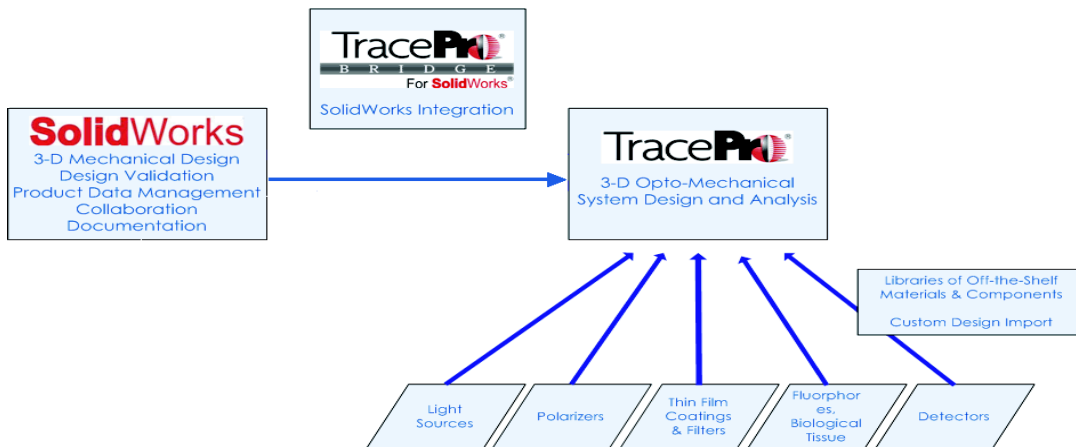 TracePro®
BRIDGE
For SolidWorks®
SolidWorks Integration
SolidWorks
3-D Mechanical Design
Design Validation
Product Data Management
Collaboration
Documentation
TracePro®
3-D Opto-Mechanical
System Design and Analysis
Libraries of Off-the-Shelf
Materials & Components
Custom Design Import
Light
Sources
Polarizers
Thin Film
Coatings
& Filters
Fluorphor
es,
Biological
Tissue
Detectors